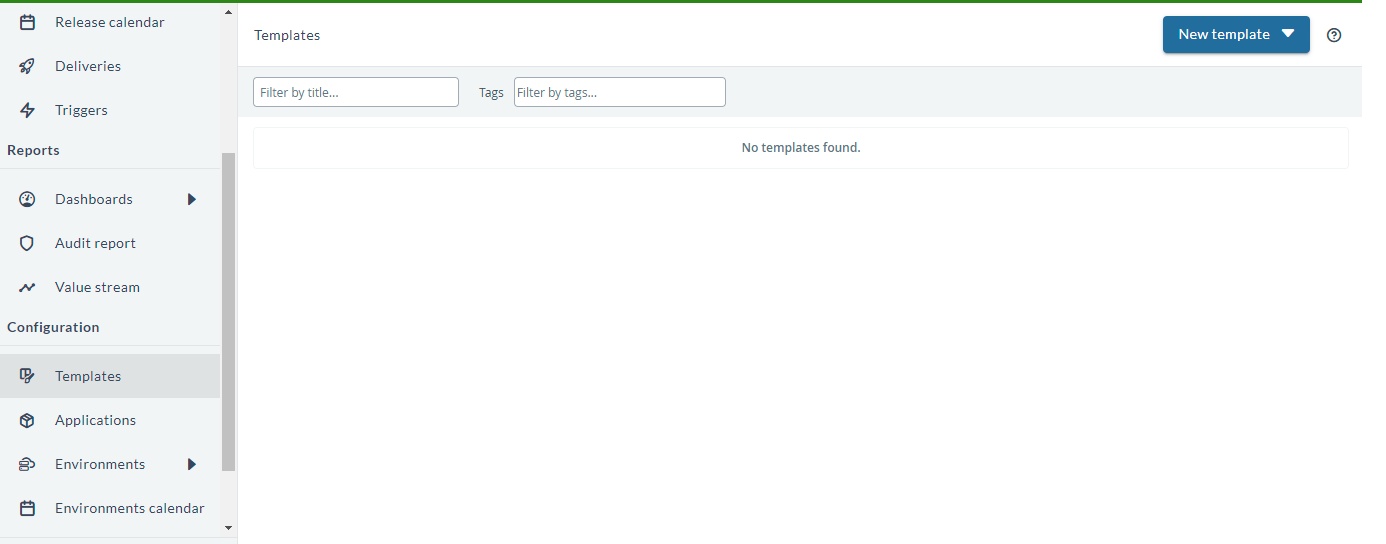 Release calendar
Deliveries
Triggers
Reports
Dashboards
Audit report
Value stream
Configuration
Templates
Applications
Environments
Environments calendar
Templates
New template
Filter by title...
Tags
Filter by tags...
No templates found.